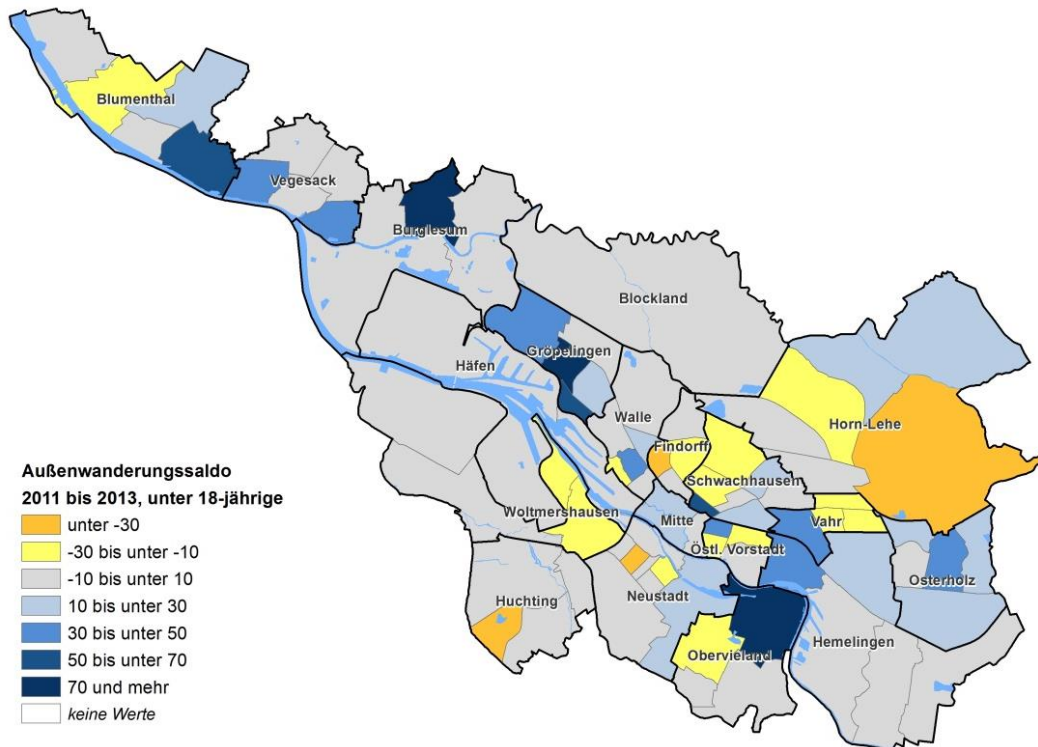 Blumenthal
Vegesack
Burglesum
Blockland
Gröpelingen
Häfen
Walle
Horn-Lehe
Findorff
Schwachhausen
Woltmershausen
Mitte
Vahr
Östl. Vorstadt
Osterholz
Neustadt
Huchting
Hemelingen
Obervieland
Außenwanderungssaldo
2011 bis 2013, unter 18-jährige
unter -30
-30 bis unter -10
-10 bis unter 10
10 bis unter 30
30 bis unter 50
50 bis unter 70
70 und mehr
keine Werte